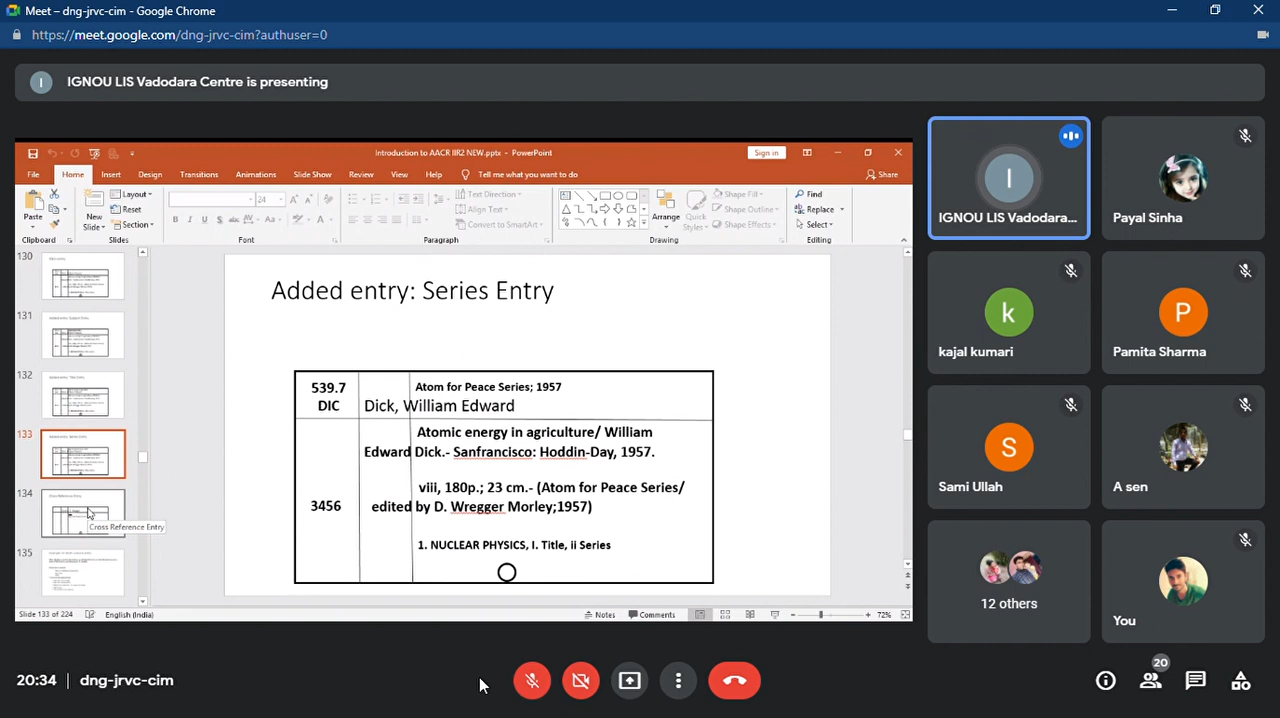 Meet – dng-jrvc-cim - Google Chrome
https://meet.google.com/dng-jrvc-cim?authuser=0
I IGNOU LIS Vadodara Centre is presenting
Introduction to AACR IIR2 NEW.pptx - PowerPoint
Sign in
File Home Insert Design Transitions Animations Slide Show Review View Help Tell me what you want to do Share
Paste
New Slide
Layout
Reset
Section
24
B I U S abc AV Aa A
Text Direction
Align Text
Convert to SmartArt
Arrange
Quick Styles
Shape Fill
Shape Outline
Shape Effects
Find
Replace
Select
Clipboard Slides Font Paragraph Drawing Editing
130
131
132
133
134
Cross Reference Entry
135
Added entry: Series Entry
539.7
DIC
Atom for Peace Series; 1957
Dick, William Edward
Atomic energy in agriculture/ William
Edward Dick.- Sanfrancisco: Hoddin-Day, 1957.
viii, 180p.; 23 cm.- (Atom for Peace Series/
3456 edited by D. Wregger Morley;1957)
1. NUCLEAR PHYSICS, I. Title, ii Series
Slide 133 of 224 English (India) Notes Comments 72%
I
IGNOU LIS Vadodara...
Payal Sinha
k
kajal kumari
P
Pamita Sharma
S
Sami Ullah
A sen
12 others
You
20:34 | dng-jrvc-cim
20